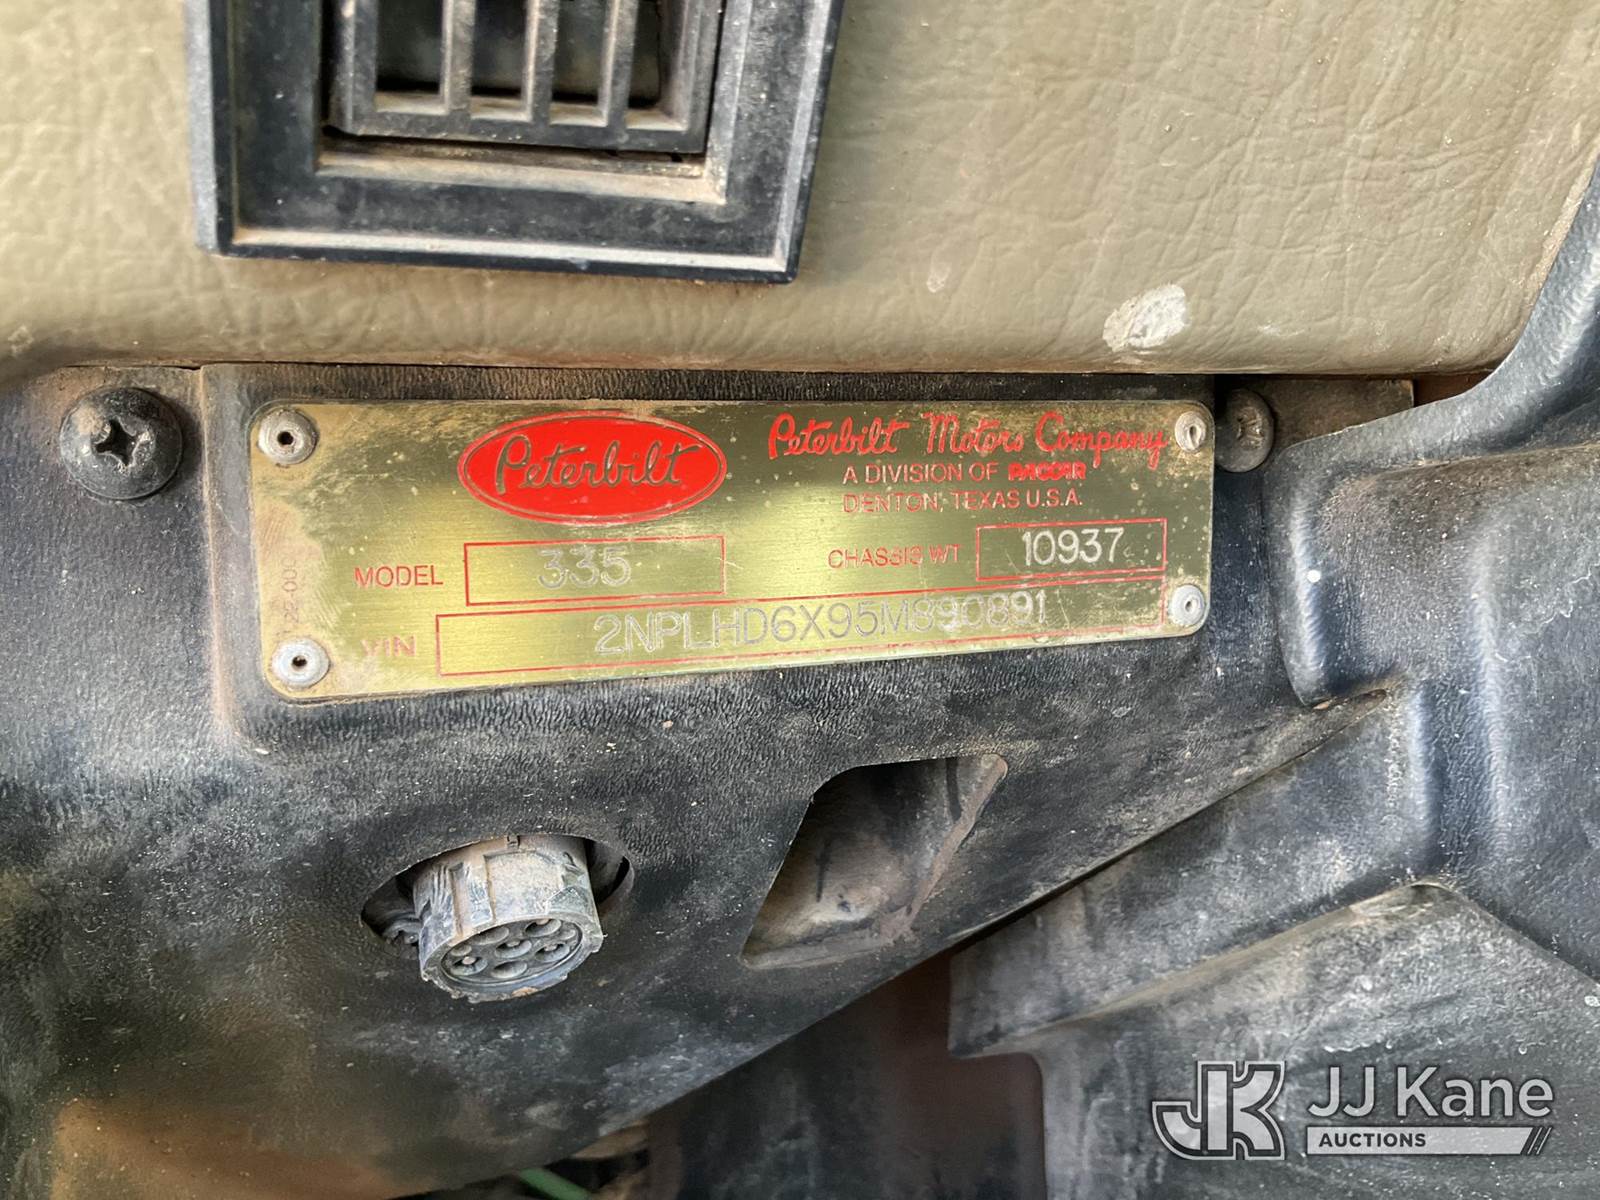 Peterbilt
Peterbilt Motors Company
A DIVISION OF PACCAR
DENTON, TEXAS U.S.A.
MODEL 335
CHASSIS WT 10937
VIN 2NPLHD6X95M890891
JJ Kane
AUCTIONS